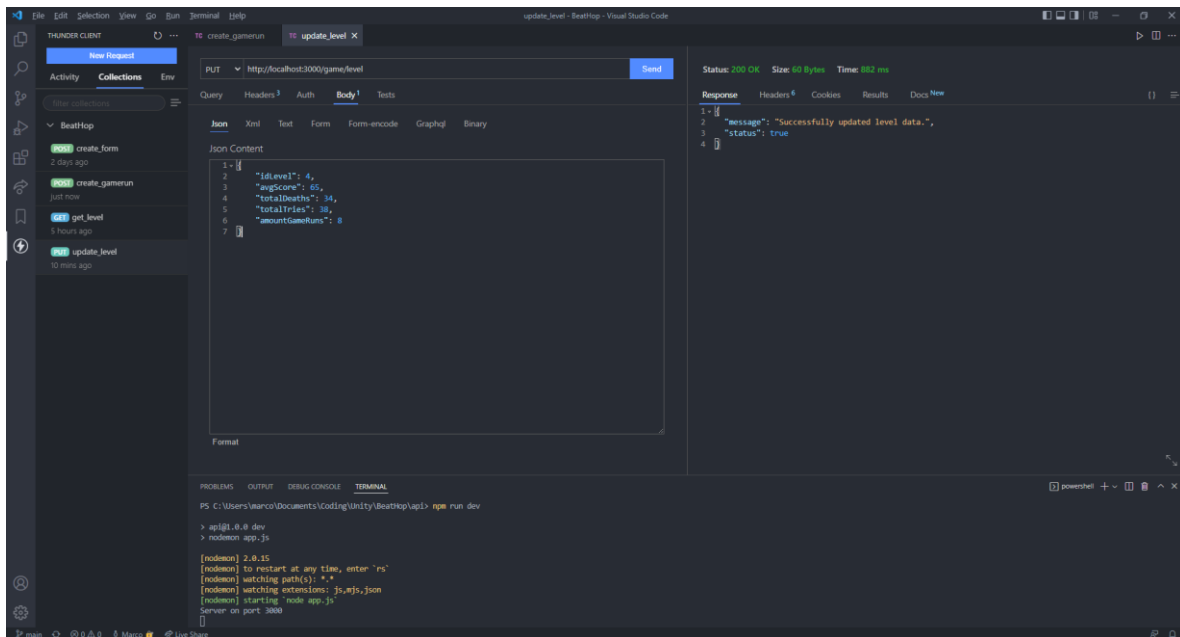 File Edit Selection View Go Run Terminal Help
update_level - BeatHop - Visual Studio Code
THUNDER CLIENT
New Request
Activity Collections Env
filter collections
BeatHop
POST create_form
2 days ago
POST create_gamerun
just now
GET get_level
5 hours ago
PUT update_level
10 mins ago
TC create_gamerun
TC update_level
PUT http://localhost:3000/game/level Send
Query Headers 3 Auth Body 1 Tests
Json Xml Text Form Form-encode Graphql Binary
Json Content
1 {
2 "idLevel": 4,
3 "avgScore": 65,
4 "totalDeaths": 34,
5 "totalTries": 38,
6 "amountGameRuns": 8
7 }
Format
Status: 200 OK Size: 60 Bytes Time: 882 ms
Response Headers 6 Cookies Results Docs New
{ }
1 {
2 "message": "Successfully updated level data.",
3 "status": true
4 }
PROBLEMS OUTPUT DEBUG CONSOLE TERMINAL
powershell
PS C:\Users\marco\Documents\Coding\Unity\BeatHop\api> npm run dev
> api@1.0.0 dev
> nodemon app.js
[nodemon] 2.0.15
[nodemon] to restart at any time, enter `rs`
[nodemon] watching path(s): *.*
[nodemon] watching extensions: js,mjs,json
[nodemon] starting `node app.js`
Server on port 3000
main 0 0 Marco Live Share